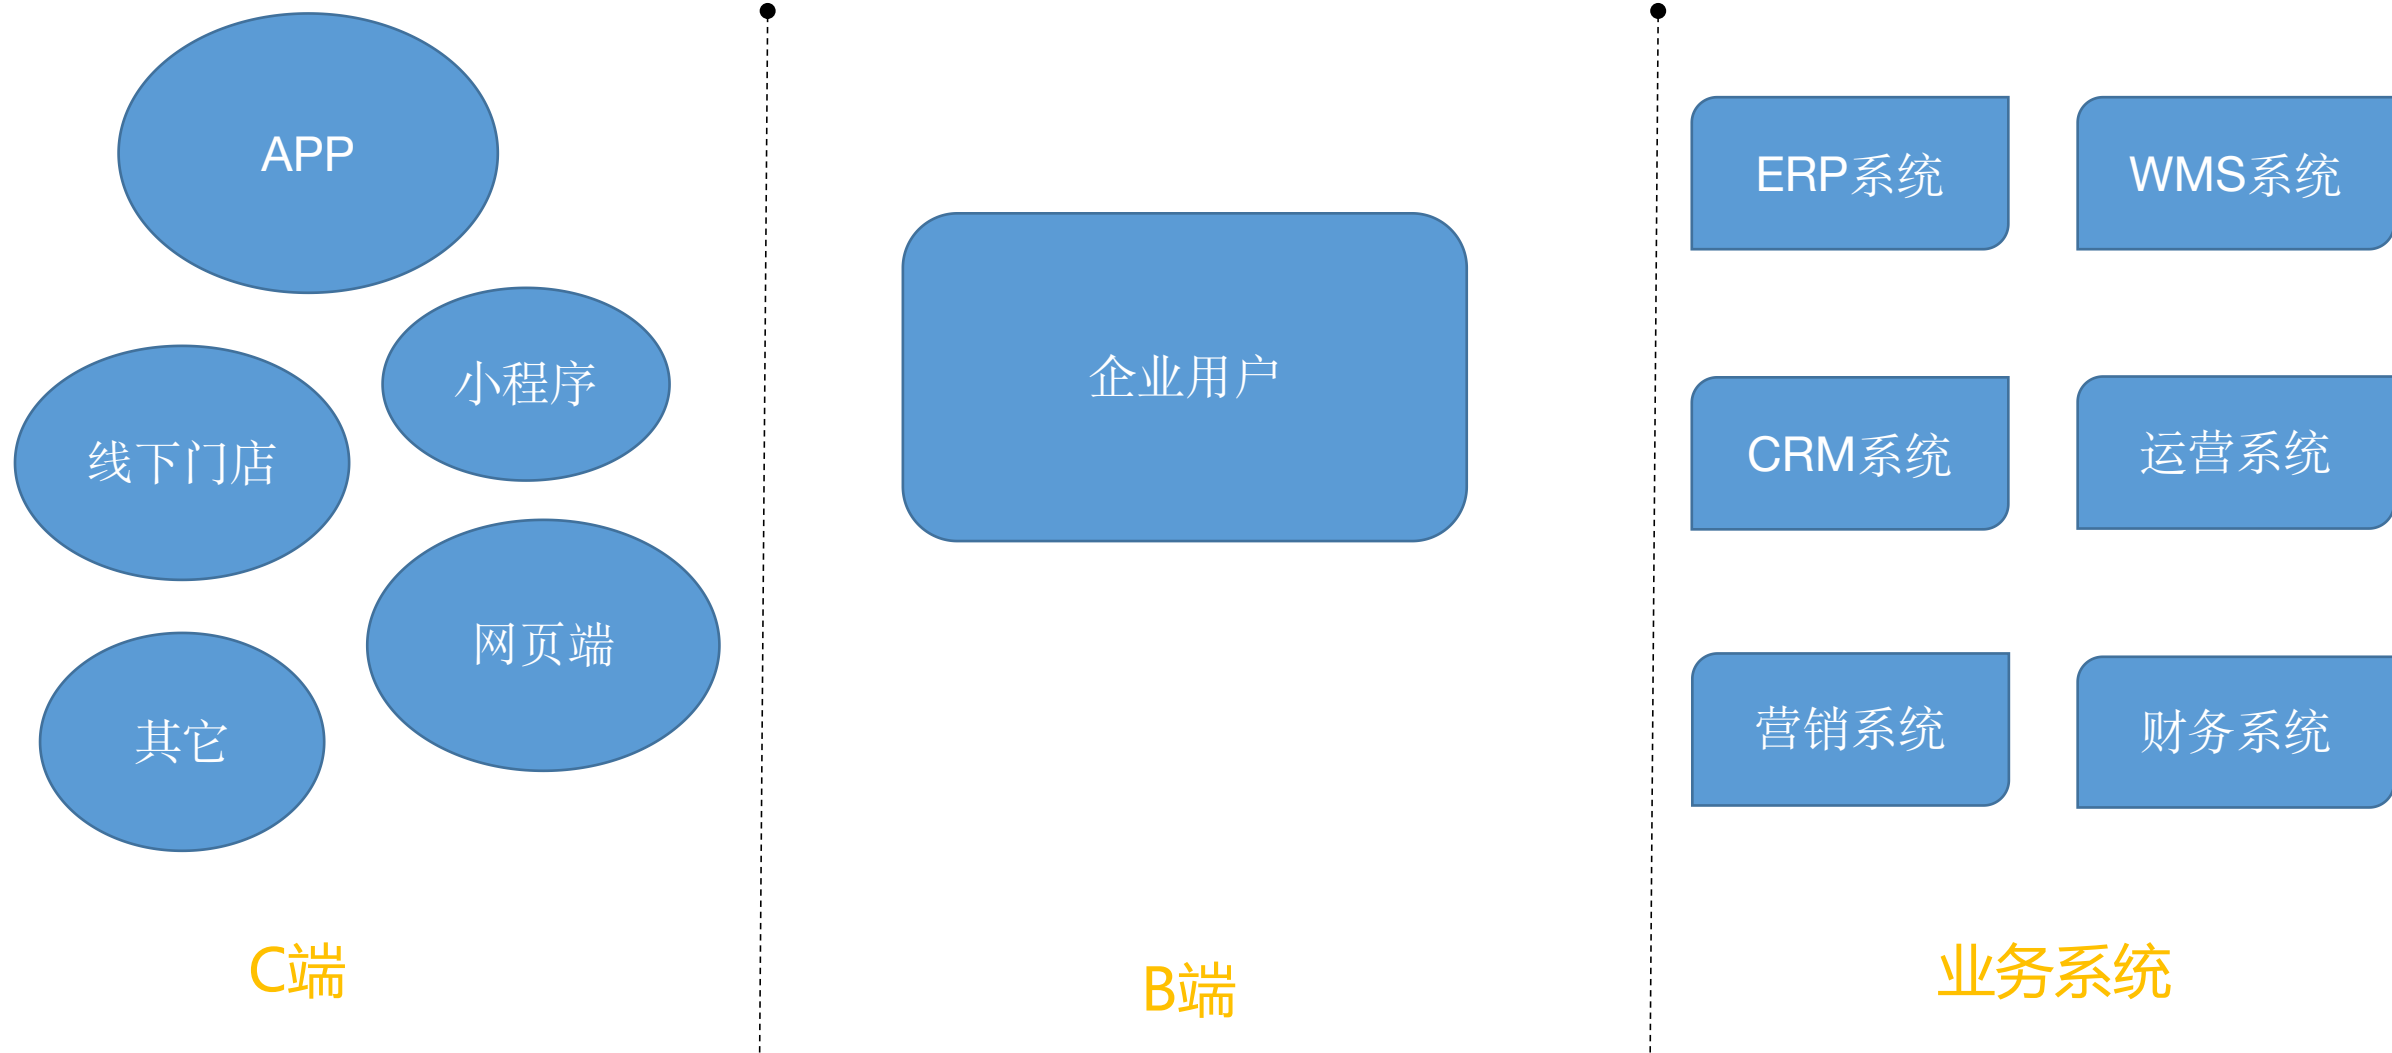 APP
小程序
线下门店
网页端
其它
C端
企业用户
B端
ERP系统
WMS系统
CRM系统
运营系统
营销系统
财务系统
业务系统